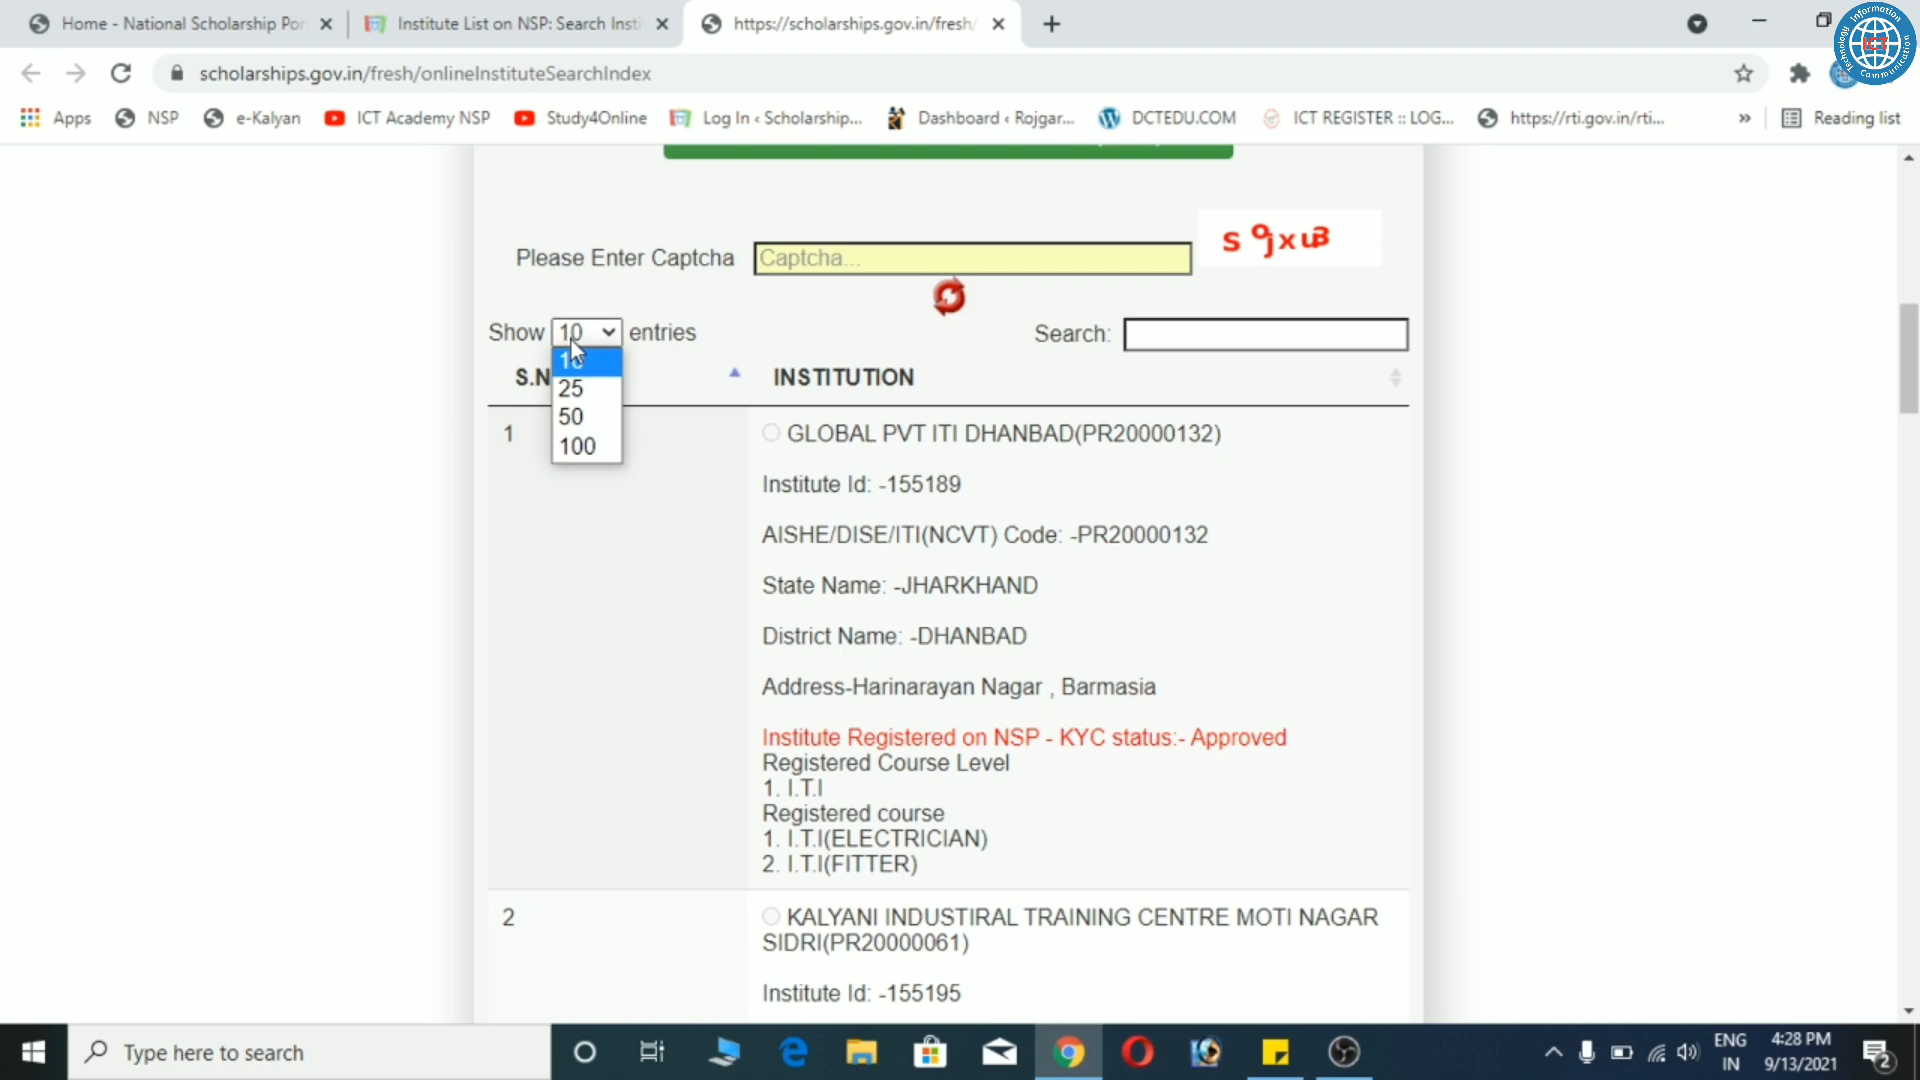 Home - National Scholarship Por
Institute List on NSP: Search Insti
https://scholarships.gov.in/fresh/
scholarships.gov.in/fresh/onlineInstituteSearchIndex
Information
Communication
Technology
ICT
Apps
NSP
e-Kalyan
ICT Academy NSP
Study4Online
Log In ‹ Scholarship...
Dashboard ‹ Rojgar...
DCTEDU.COM
ICT REGISTER :: LOG...
https://rti.gov.in/rti...
»
Reading list
Please Enter Captcha
Captcha...
Show 10 entries
Search:
10
25
50
100
S.N
INSTITUTION
1
GLOBAL PVT ITI DHANBAD(PR20000132)
Institute Id: -155189
AISHE/DISE/ITI(NCVT) Code: -PR20000132
State Name: -JHARKHAND
District Name: -DHANBAD
Address-Harinarayan Nagar , Barmasia
Institute Registered on NSP - KYC status:- Approved
Registered Course Level
1. I.T.I
Registered course
1. I.T.I(ELECTRICIAN)
2. I.T.I(FITTER)
2
KALYANI INDUSTIRAL TRAINING CENTRE MOTI NAGAR
SIDRI(PR20000061)
Institute Id: -155195
Type here to search
ENG
IN
4:28 PM
9/13/2021
2